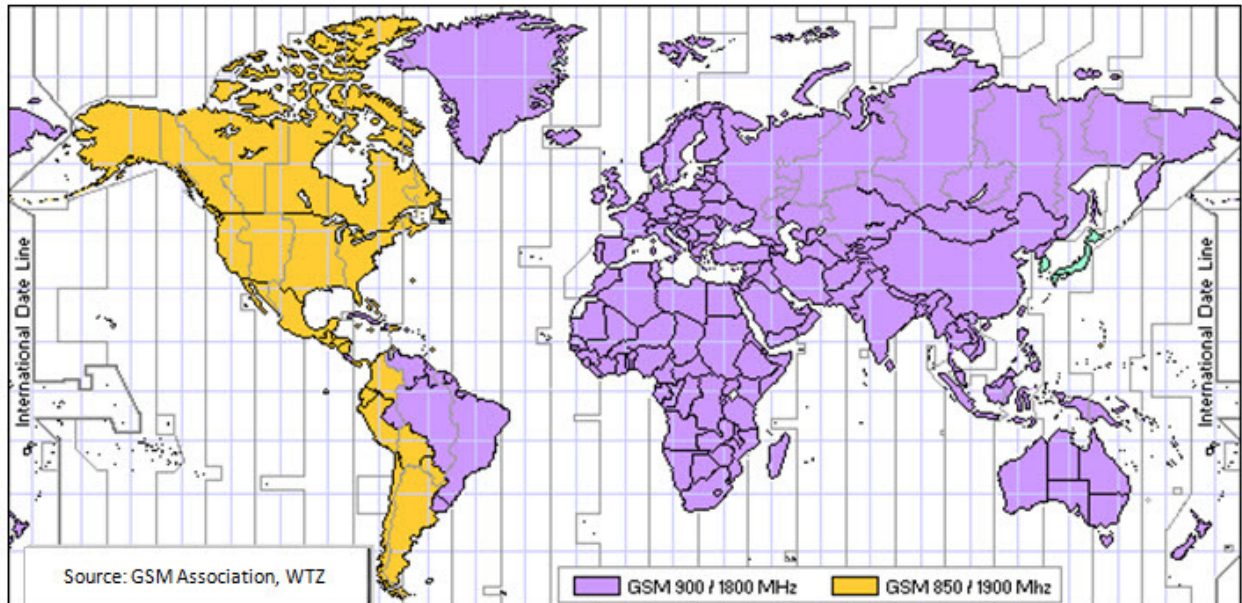 International Date Line
International Date Line
Source: GSM Association, WTZ
GSM 900 / 1800 MHz
GSM 850 / 1900 Mhz